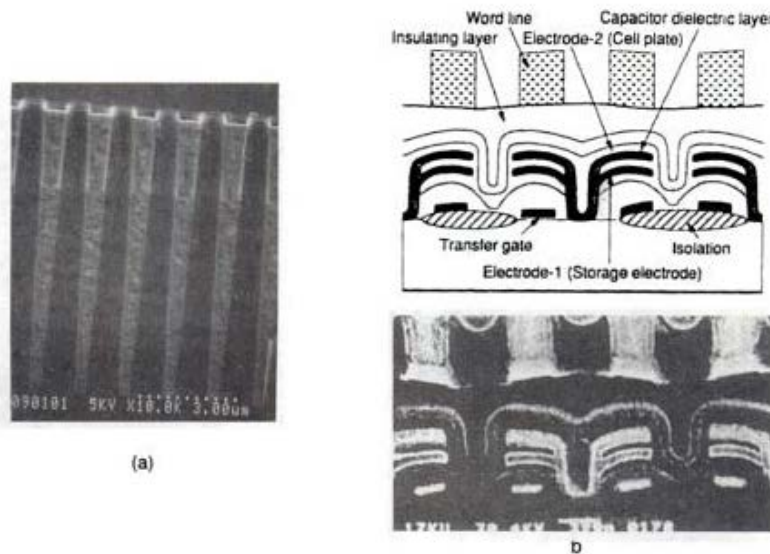 Word line
Capacitor dielectric layer
Insulating layer
Electrode-2 (Cell plate)
Transfer gate
Isolation
Electrode-1 (Storage electrode)
090101 5KV X10.0K 3.00um
(a)
b